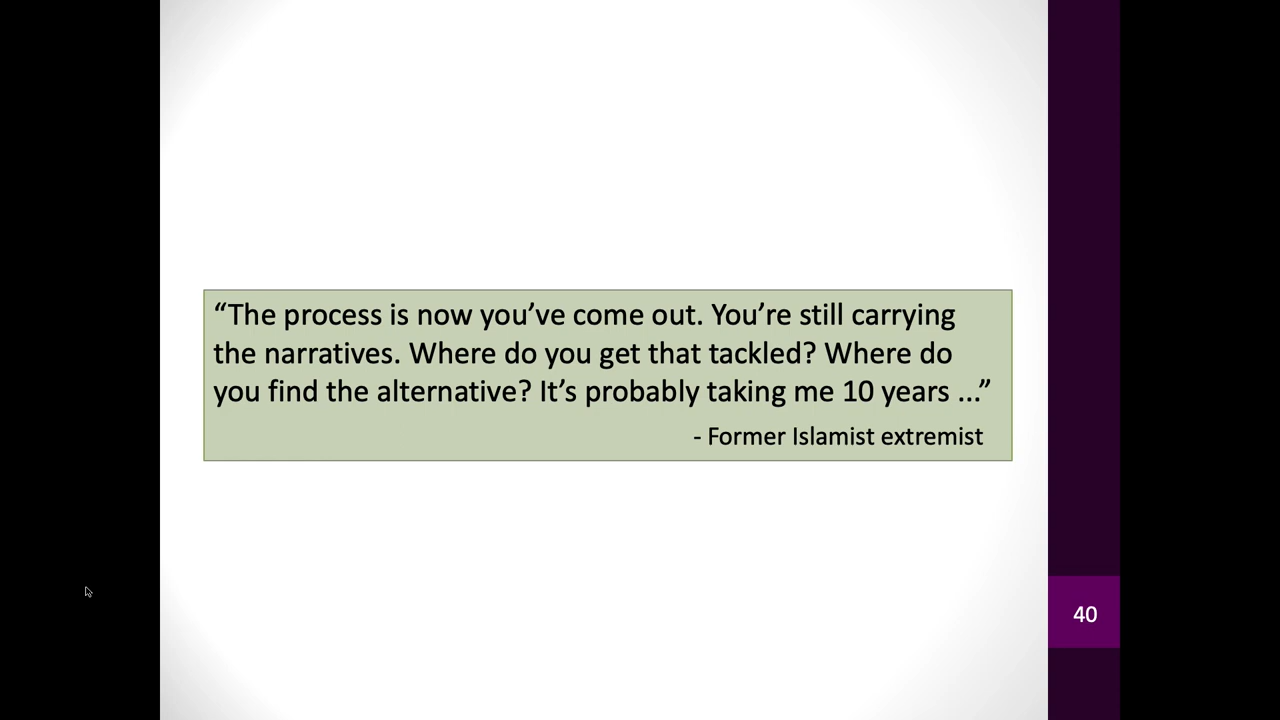 “The process is now you’ve come out. You’re still carrying
the narratives. Where do you get that tackled? Where do
you find the alternative? It’s probably taking me 10 years ...”
- Former Islamist extremist
40